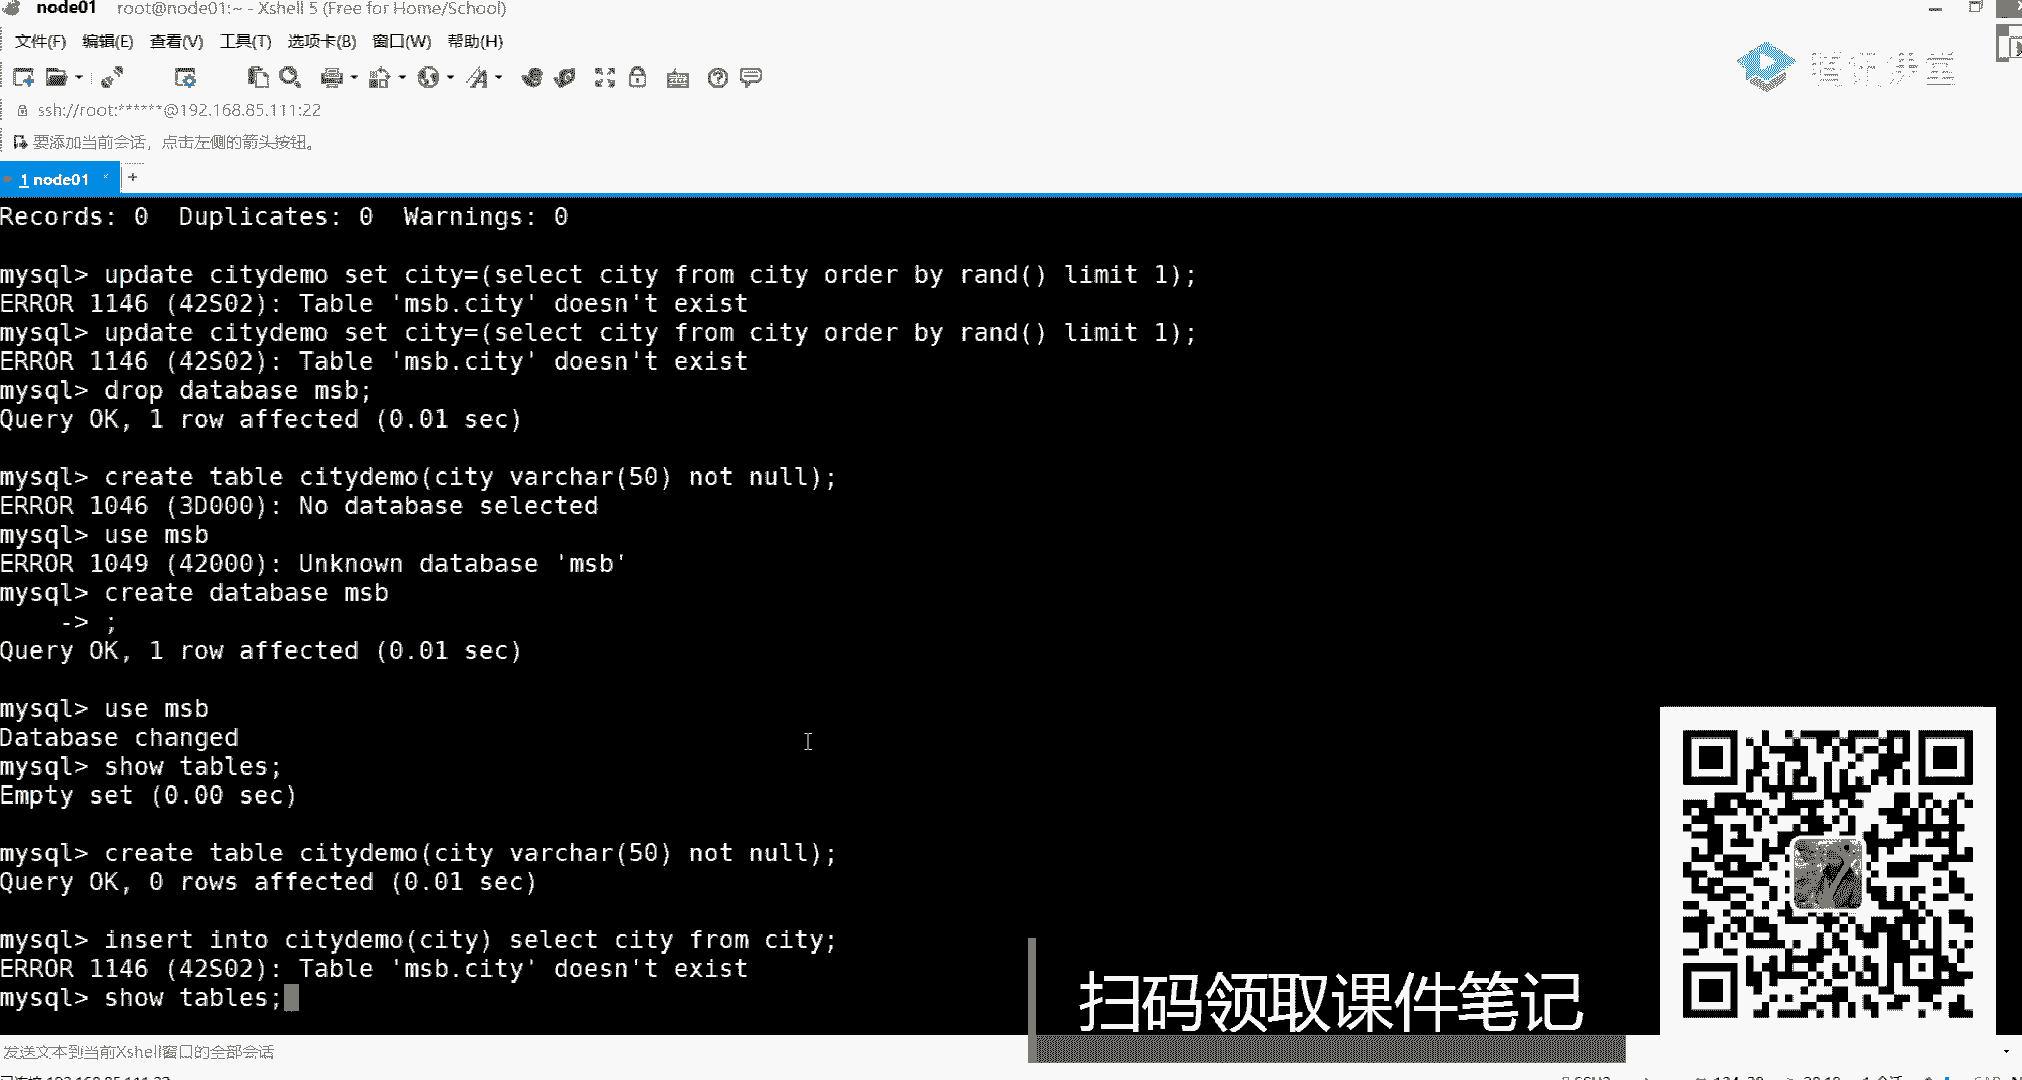 node01 root@node01:~ - Xshell 5 (Free for Home/School)
文件(F) 编辑(E) 查看(V) 工具(T) 选项卡(B) 窗口(W) 帮助(H)
腾讯课堂
ssh://root:******@192.168.85.111:22
要添加当前会话，点击左侧的箭头按钮。
1 node01 × +
Records: 0  Duplicates: 0  Warnings: 0
mysql> update citydemo set city=(select city from city order by rand() limit 1);
ERROR 1146 (42S02): Table 'msb.city' doesn't exist
mysql> update citydemo set city=(select city from city order by rand() limit 1);
ERROR 1146 (42S02): Table 'msb.city' doesn't exist
mysql> drop database msb;
Query OK, 1 row affected (0.01 sec)
mysql> create table citydemo(city varchar(50) not null);
ERROR 1046 (3D000): No database selected
mysql> use msb
ERROR 1049 (42000): Unknown database 'msb'
mysql> create database msb
    -> ;
Query OK, 1 row affected (0.01 sec)
mysql> use msb
Database changed
mysql> show tables;
Empty set (0.00 sec)
mysql> create table citydemo(city varchar(50) not null);
Query OK, 0 rows affected (0.01 sec)
mysql> insert into citydemo(city) select city from city;
ERROR 1146 (42S02): Table 'msb.city' doesn't exist
mysql> show tables;
扫码领取课件笔记
发送文本到当前Xshell窗口的全部会话